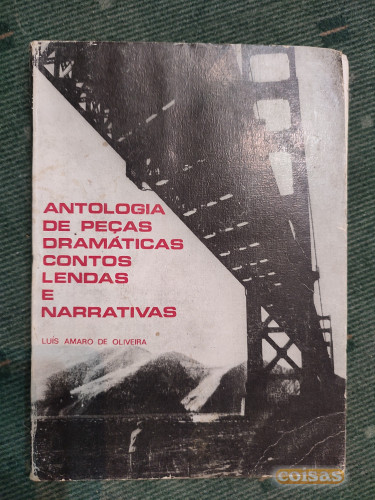 ANTOLOGIA
DE PEÇAS
DRAMÁTICAS
CONTOS
LENDAS
E
NARRATIVAS
LUÍS AMARO DE OLIVEIRA
coisas